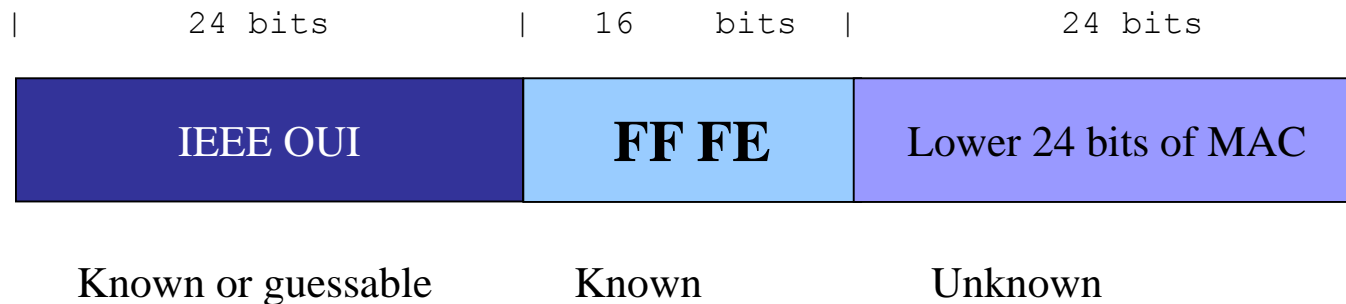 | 24 bits | 16 bits | 24 bits
IEEE OUI FF FE Lower 24 bits of MAC
Known or guessable Known Unknown